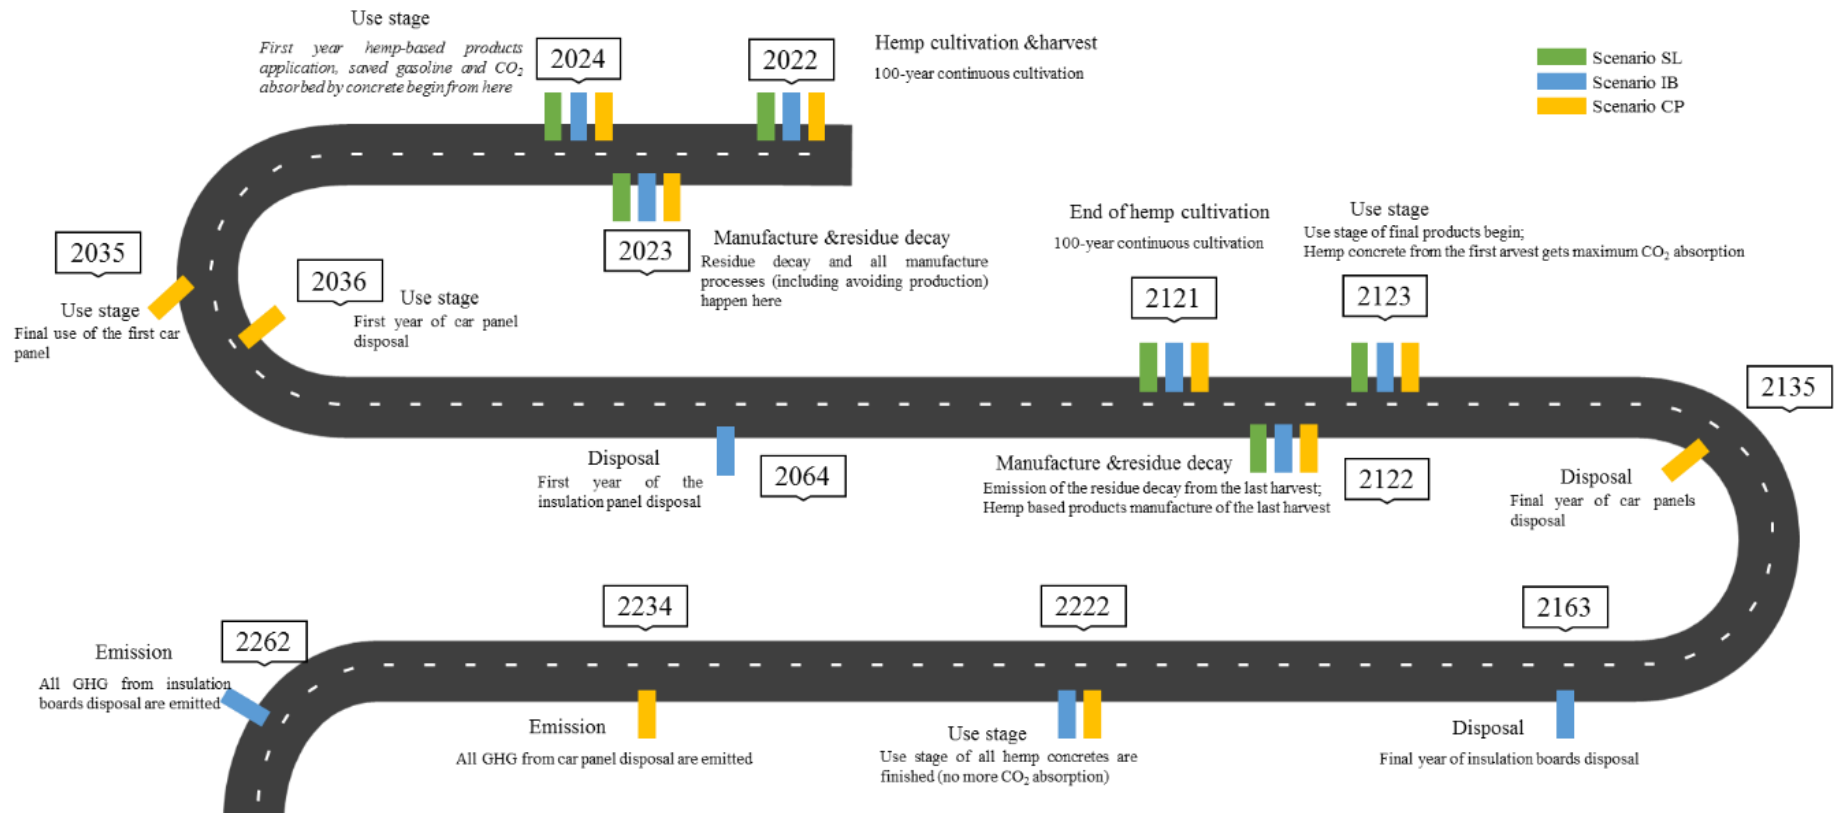 Use stage
First year hemp-based products
application, saved gasoline and CO₂
absorbed by concrete begin from here
2024
2022
Hemp cultivation &harvest
100-year continuous cultivation
Scenario SL
Scenario IB
Scenario CP
2023
Manufacture &residue decay
Residue decay and all manufacture
processes (including avoiding production)
happen here
2035
Use stage
Final use of the first car
panel
2036
Use stage
First year of car panel
disposal
End of hemp cultivation
100-year continuous cultivation
2121
Use stage
Use stage of final products begin;
Hemp concrete from the first arvest gets maximum CO₂ absorption
2123
2135
Disposal
First year of the
insulation panel disposal
2064
Manufacture &residue decay
Emission of the residue decay from the last harvest;
Hemp based products manufacture of the last harvest
2122
Disposal
Final year of car panels
disposal
2262
Emission
All GHG from insulation
boards disposal are emitted
2234
Emission
All GHG from car panel disposal are emitted
2222
Use stage
Use stage of all hemp concretes are
finished (no more CO₂ absorption)
2163
Disposal
Final year of insulation boards disposal